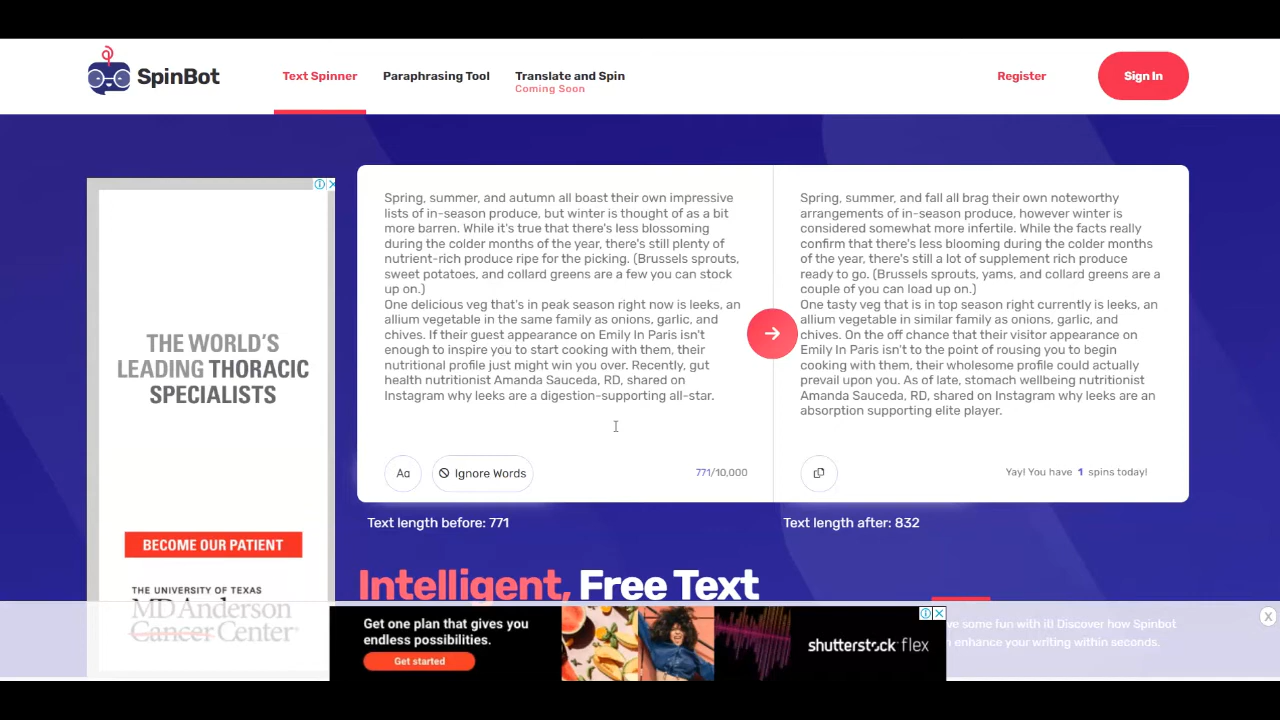 SpinBot
Text Spinner
Paraphrasing Tool
Translate and Spin
Coming Soon
Register
Sign In
Spring, summer, and autumn all boast their own impressive
lists of in-season produce, but winter is thought of as a bit
more barren. While it's true that there's less blossoming
during the colder months of the year, there's still plenty of
nutrient-rich produce ripe for the picking. (Brussels sprouts,
sweet potatoes, and collard greens are a few you can stock
up on.)
One delicious veg that's in peak season right now is leeks, an
allium vegetable in the same family as onions, garlic, and
chives. If their guest appearance on Emily In Paris isn't
enough to inspire you to start cooking with them, their
nutritional profile just might win you over. Recently, gut
health nutritionist Amanda Sauceda, RD, shared on
Instagram why leeks are a digestion-supporting all-star.
Aa
Ignore Words
771/10,000
Spring, summer, and fall all brag their own noteworthy
arrangements of in-season produce, however winter is
considered somewhat more infertile. While the facts really
confirm that there's less blooming during the colder months
of the year, there's still a lot of supplement rich produce
ready to go. (Brussels sprouts, yams, and collard greens are a
couple of you can load up on.)
One tasty veg that is in top season right currently is leeks, an
allium vegetable in similar family as onions, garlic, and
chives. On the off chance that their visitor appearance on
Emily In Paris isn't to the point of rousing you to begin
cooking with them, their wholesome profile could actually
prevail upon you. As of late, stomach wellbeing nutritionist
Amanda Sauceda, RD, shared on Instagram why leeks are an
absorption supporting elite player.
Yay! You have 1 spins today!
Text length before: 771
Text length after: 832
THE WORLD'S
LEADING THORACIC
SPECIALISTS
BECOME OUR PATIENT
THE UNIVERSITY OF TEXAS
MD Anderson
Cancer Center
Intelligent, Free Text
ve some fun with it! Discover how Spinbot
n enhance your writing within seconds.
Get one plan that gives you
endless possibilities.
Get started
shutterstock flex
X